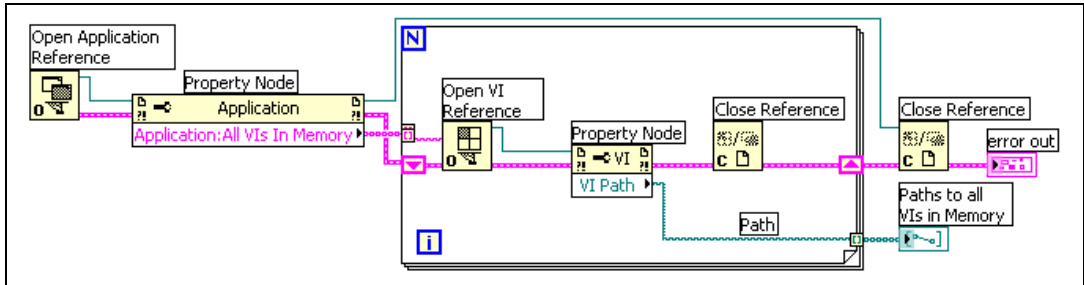 Open Application
Reference
Property Node
Application
Application:All VIs In Memory
N
Open VI
Reference
Property Node
VI
VI Path
Close Reference
Close Reference
error out
Paths to all
VIs in Memory
Path
i
O
?!
?!
O
?!
?!
C
C